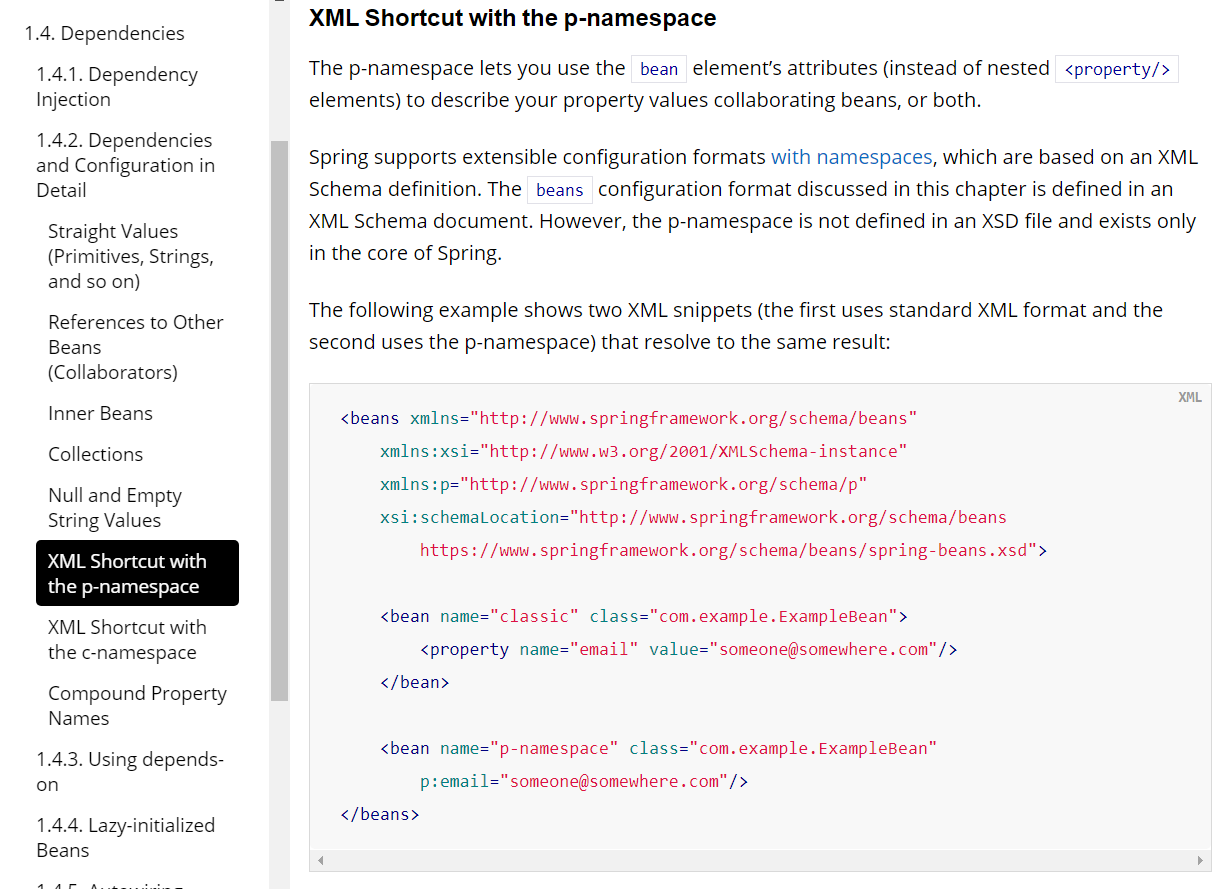 1.4. Dependencies
1.4.1. Dependency
Injection
1.4.2. Dependencies
and Configuration in
Detail
Straight Values
(Primitives, Strings,
and so on)
References to Other
Beans
(Collaborators)
Inner Beans
Collections
Null and Empty
String Values
XML Shortcut with
the p-namespace
XML Shortcut with
the c-namespace
Compound Property
Names
1.4.3. Using depends-
on
1.4.4. Lazy-initialized
Beans
1.4.5. Autowiring
XML Shortcut with the p-namespace
The p-namespace lets you use the bean element’s attributes (instead of nested <property/>
elements) to describe your property values collaborating beans, or both.
Spring supports extensible configuration formats with namespaces, which are based on an XML
Schema definition. The beans configuration format discussed in this chapter is defined in an
XML Schema document. However, the p-namespace is not defined in an XSD file and exists only
in the core of Spring.
The following example shows two XML snippets (the first uses standard XML format and the
second uses the p-namespace) that resolve to the same result:
XML
<beans xmlns="http://www.springframework.org/schema/beans"
xmlns:xsi="http://www.w3.org/2001/XMLSchema-instance"
xmlns:p="http://www.springframework.org/schema/p"
xsi:schemaLocation="http://www.springframework.org/schema/beans
https://www.springframework.org/schema/beans/spring-beans.xsd">
<bean name="classic" class="com.example.ExampleBean">
<property name="email" value="someone@somewhere.com"/>
</bean>
<bean name="p-namespace" class="com.example.ExampleBean"
p:email="someone@somewhere.com"/>
</beans>